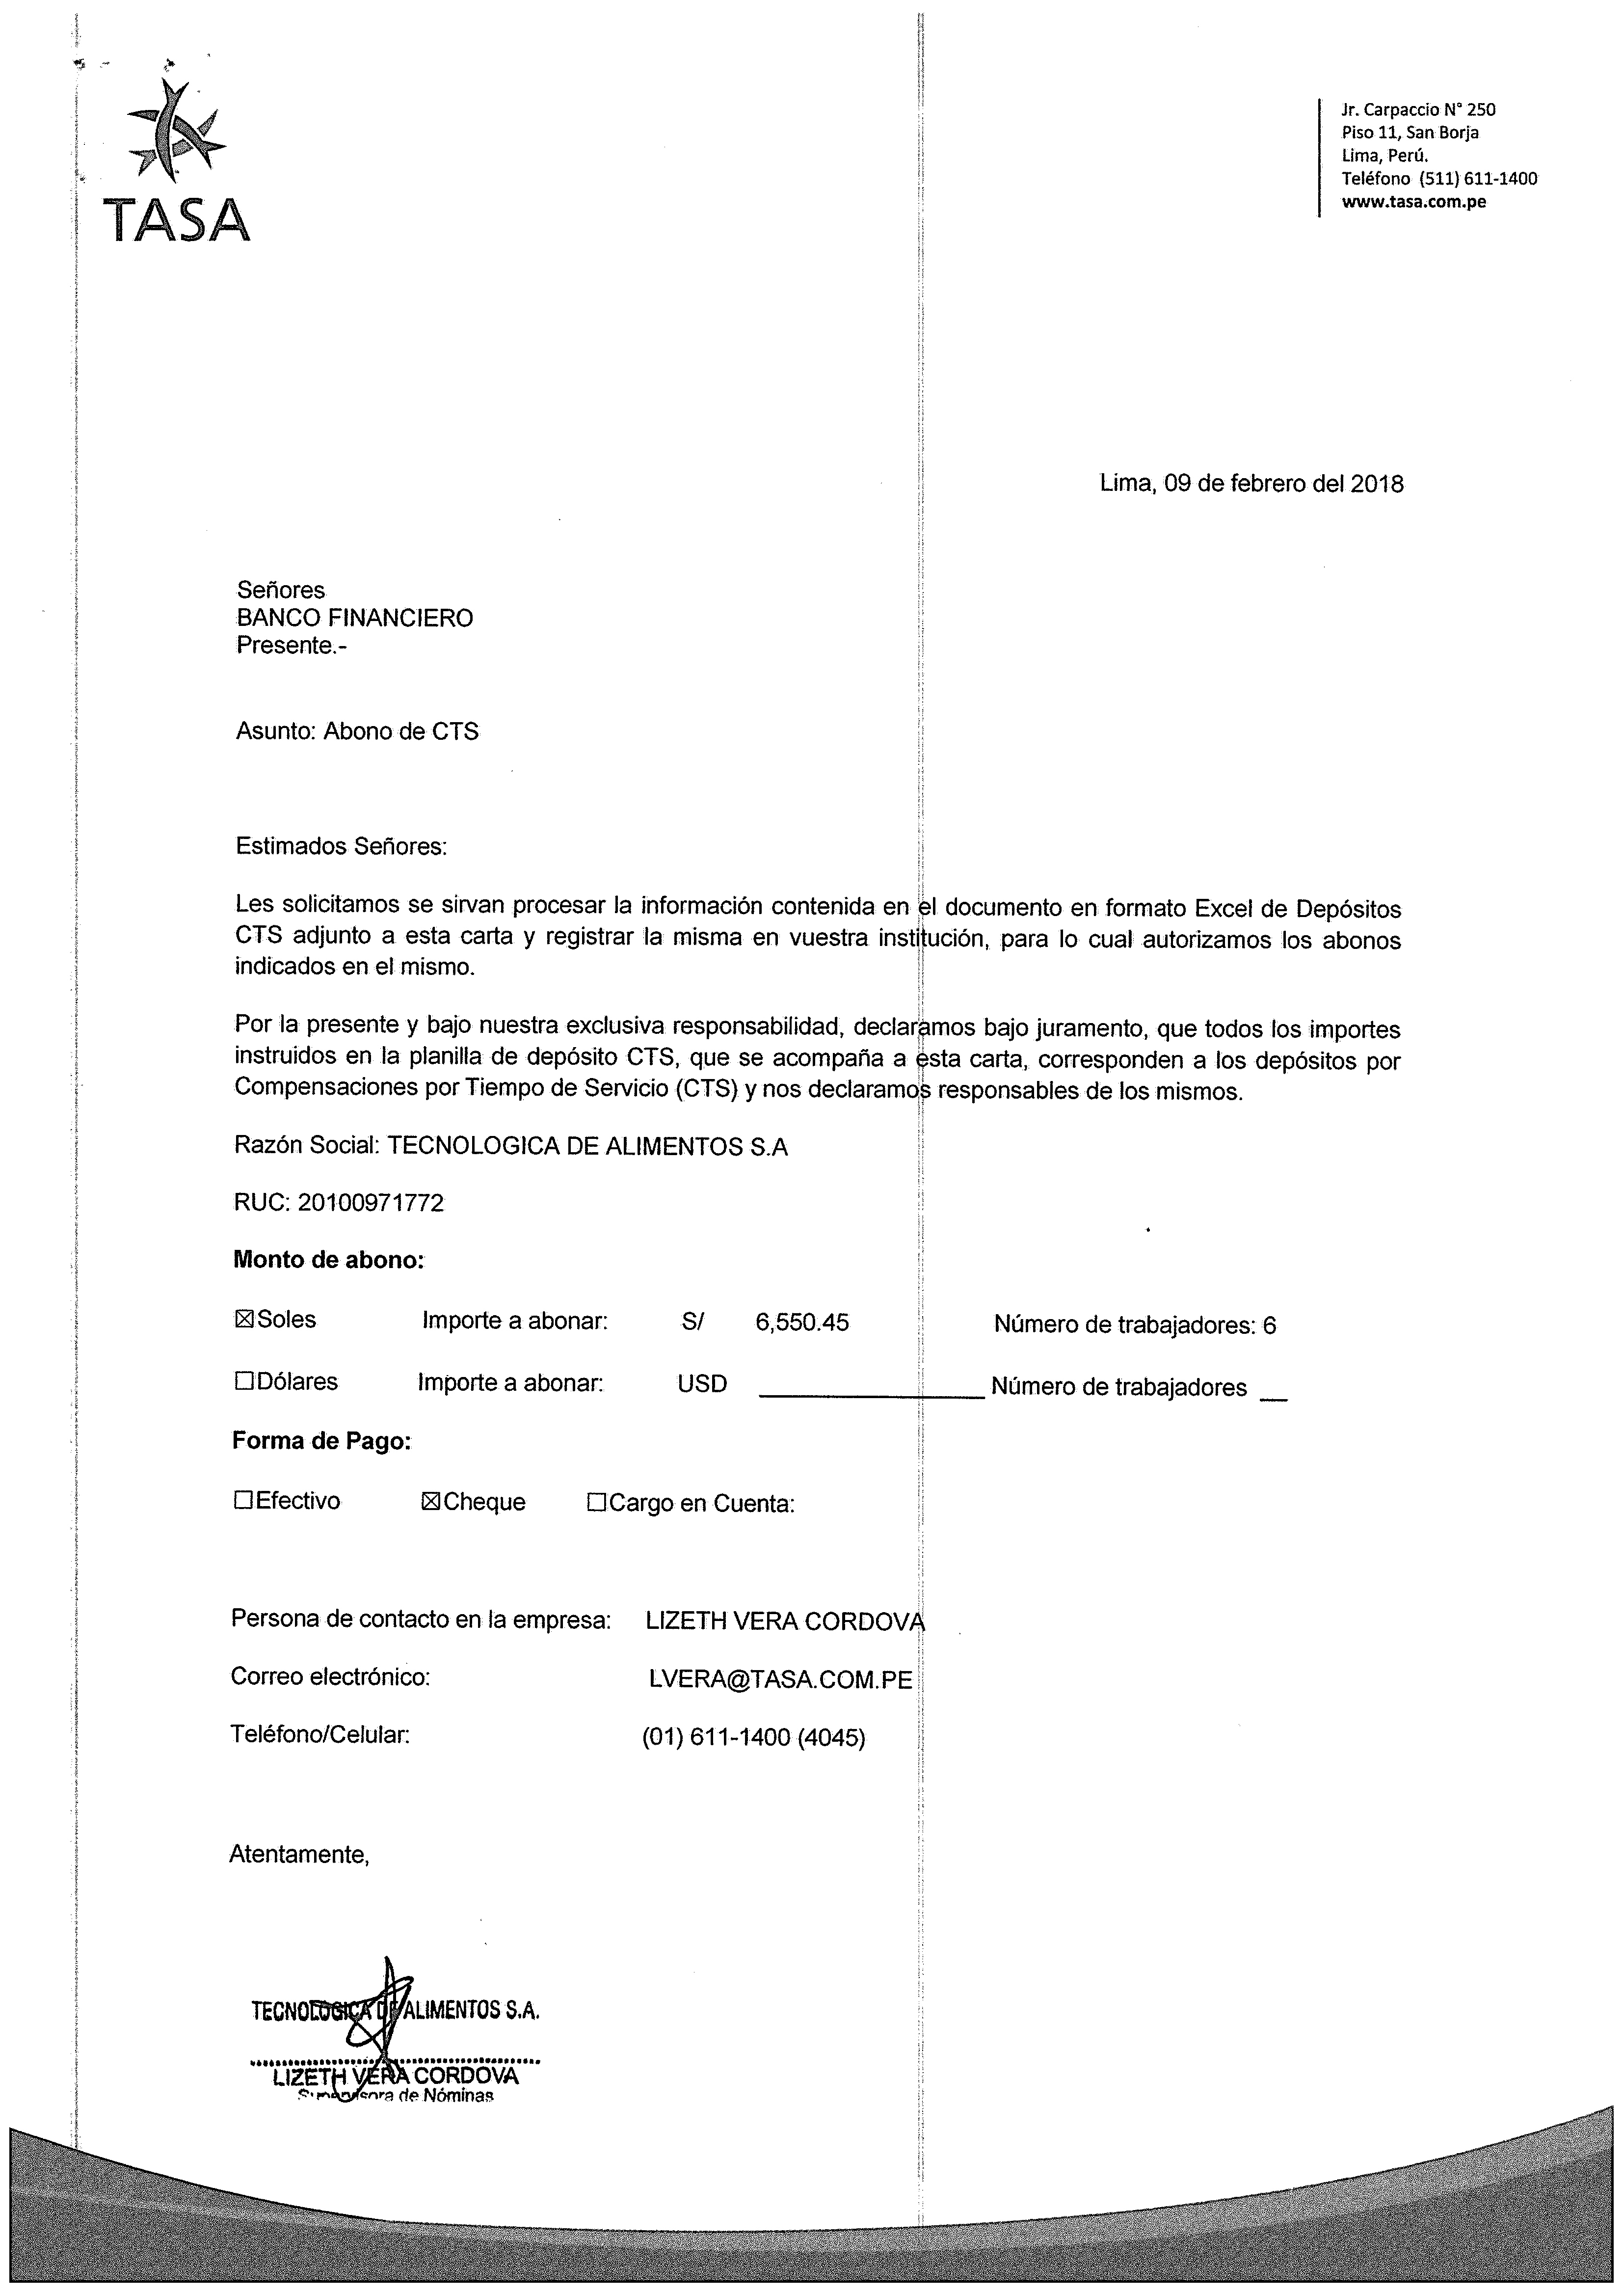 TASA
Jr. Carpaccio N° 250
Piso 11, San Borja
Lima, Perú.
Teléfono (511) 611-1400
www.tasa.com.pe
Lima, 09 de febrero del 2018
Señores
BANCO FINANCIERO
Presente.-
Asunto: Abono de CTS
Estimados Señores:
Les solicitamos se sirvan procesar la información contenida en el documento en formato Excel de Depósitos
CTS adjunto a esta carta y registrar la misma en vuestra institución, para lo cual autorizamos los abonos
indicados en el mismo.
Por la presente y bajo nuestra exclusiva responsabilidad, declaramos bajo juramento, que todos los importes
instruidos en la planilla de depósito CTS, que se acompaña a esta carta, corresponden a los depósitos por
Compensaciones por Tiempo de Servicio (CTS) y nos declaramos responsables de los mismos.
Razón Social: TECNOLOGICA DE ALIMENTOS S.A
RUC: 20100971772
Monto de abono:
☒Soles Importe a abonar: S/ 6,550.45 Número de trabajadores: 6
☐Dólares Importe a abonar: USD ____________ Número de trabajadores __
Forma de Pago:
☐Efectivo ☒Cheque ☐Cargo en Cuenta:
Persona de contacto en la empresa: LIZETH VERA CORDOVA
Correo electrónico: LVERA@TASA.COM.PE
Teléfono/Celular: (01) 611-1400 (4045)
Atentamente,
TECNOLOGICA DE ALIMENTOS S.A.
LIZETH VERA CORDOVA
Supervisora de Nóminas